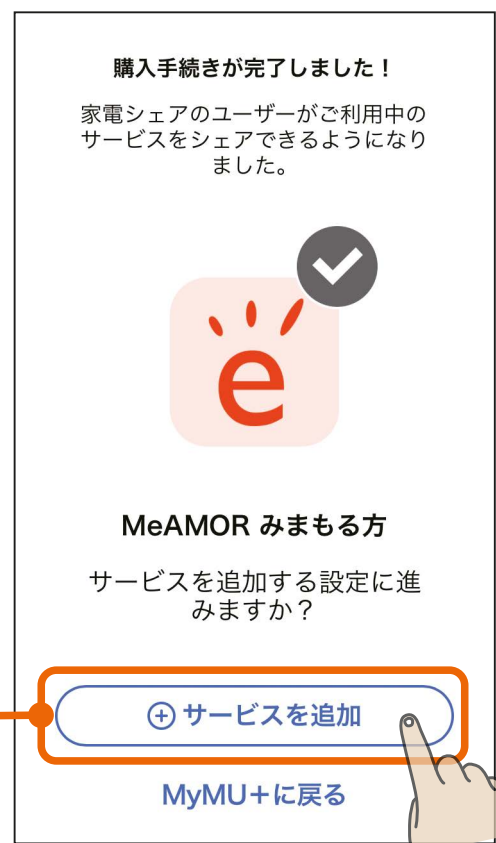 購入手続きが完了しました！
家電シェアのユーザーがご利用中の
サービスをシェアできるようになり
ました。
e
MeAMOR みまもる方
サービスを追加する設定に進
みますか？
サービスを追加
MyMU+に戻る